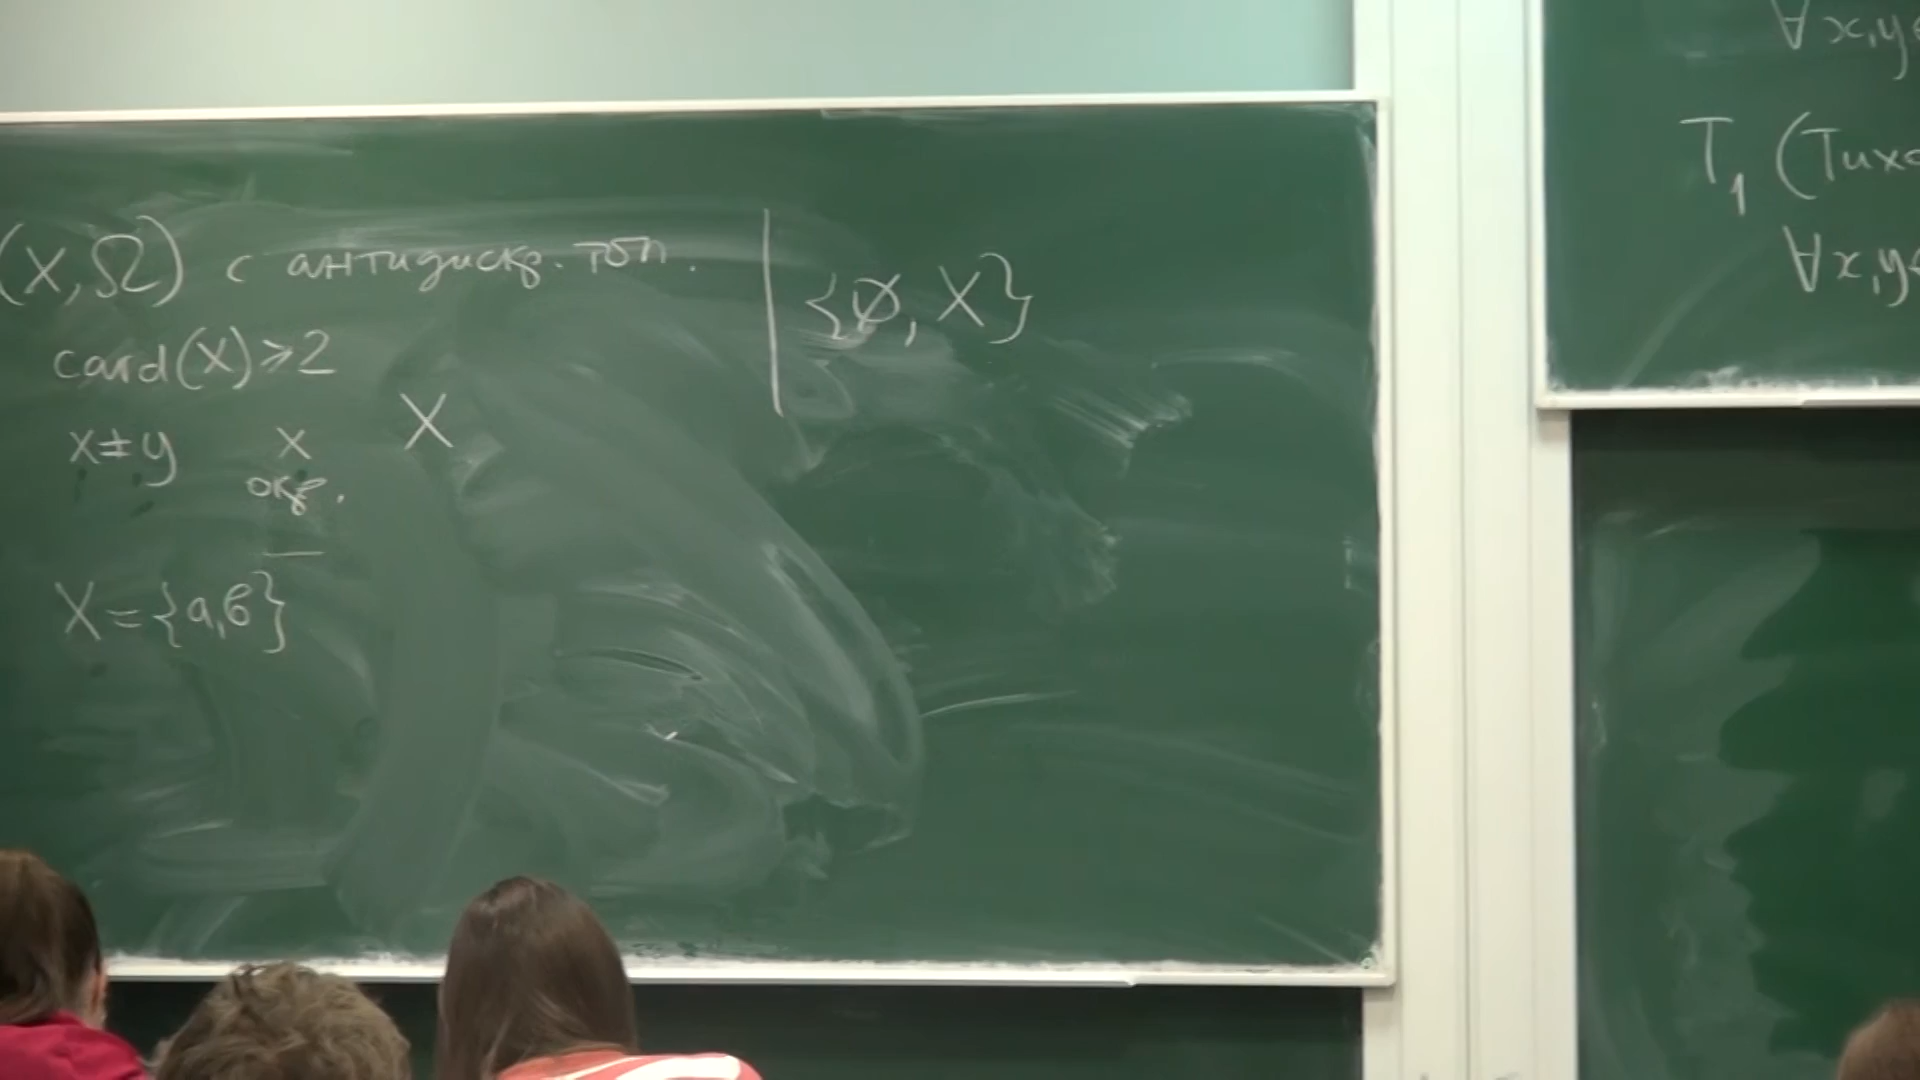 (X,Ω) с антидискр. топ. | {∅, X}
card(X)⩾2
x≠y x X
окр.
X={a,b}
∀x,y∈
T₁ (Тихо
∀x,y∈